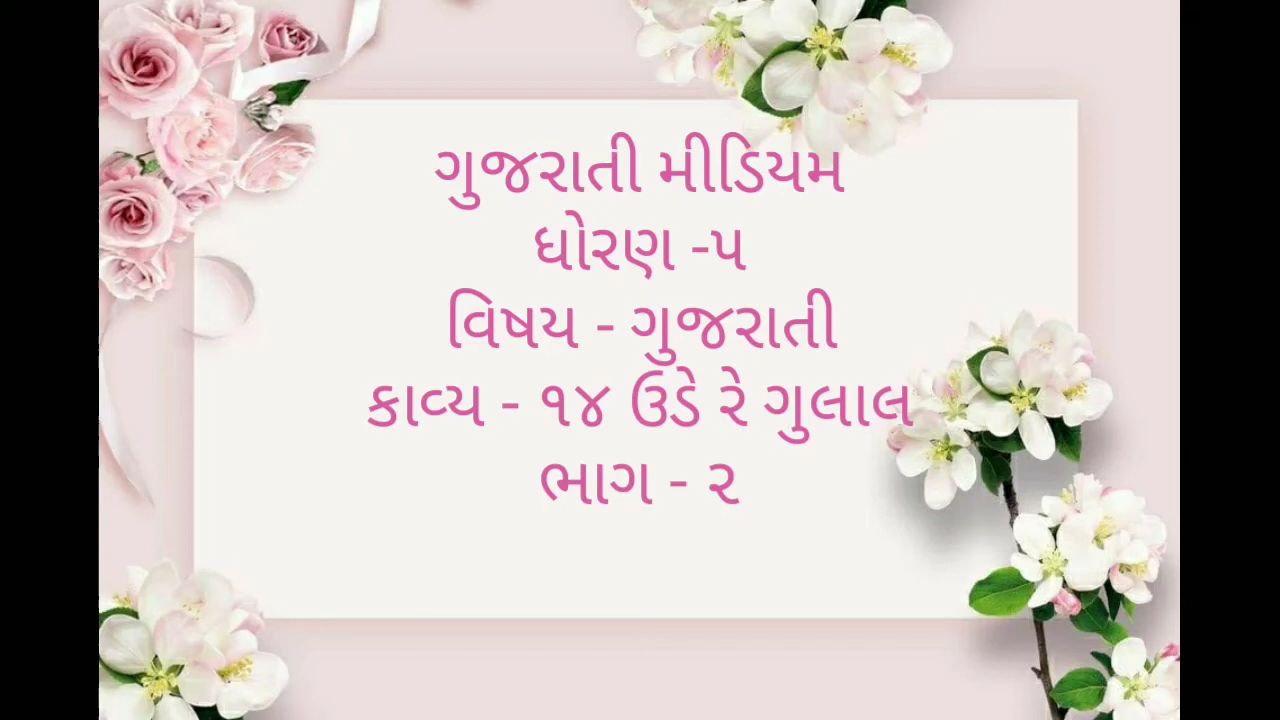 ગુજરાતી મીડિયમ
ધોરણ -૫
વિષય - ગુજરાતી
કાવ્ય - ૧૪ ઉડે રે ગુલાલ
ભાગ - ૨